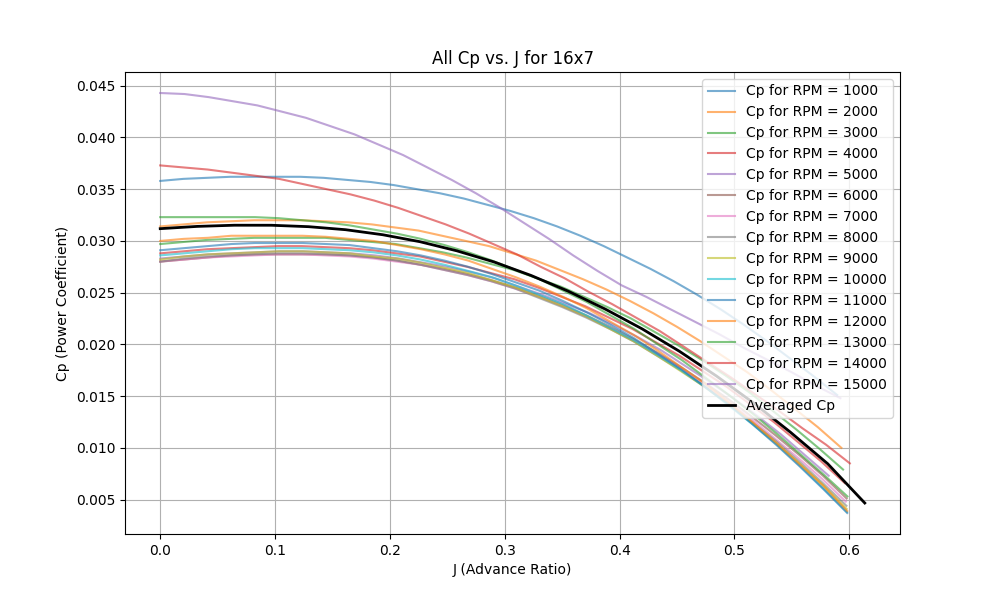 All Cp vs. J for 16x7
Cp (Power Coefficient)
0.045
0.040
0.035
0.030
0.025
0.020
0.015
0.010
0.005
Cp for RPM = 1000
Cp for RPM = 2000
Cp for RPM = 3000
Cp for RPM = 4000
Cp for RPM = 5000
Cp for RPM = 6000
Cp for RPM = 7000
Cp for RPM = 8000
Cp for RPM = 9000
Cp for RPM = 10000
Cp for RPM = 11000
Cp for RPM = 12000
Cp for RPM = 13000
Cp for RPM = 14000
Cp for RPM = 15000
Averaged Cp
0.0 0.1 0.2 0.3 0.4 0.5 0.6
J (Advance Ratio)